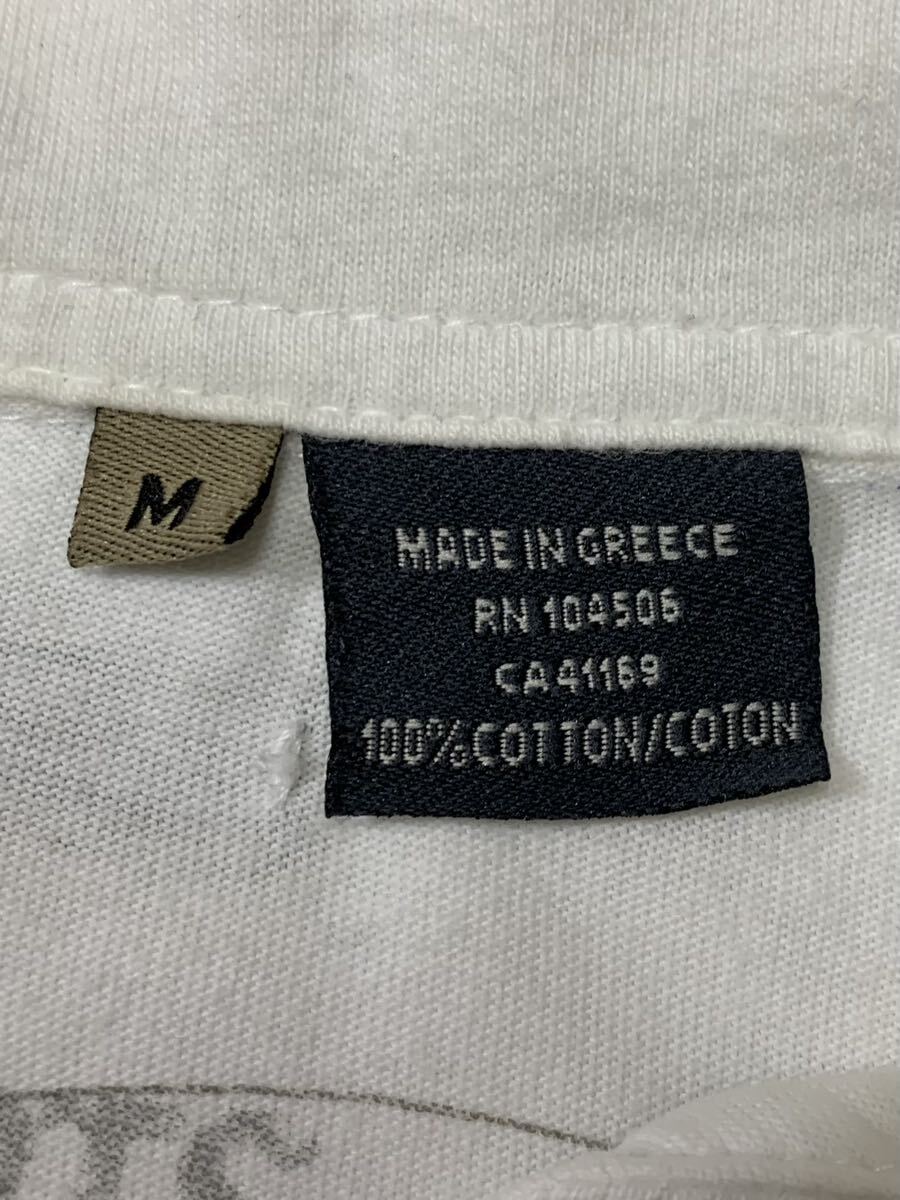 M
MADE IN GREECE
RN 104506
CA41169
100%COTTON/COTON